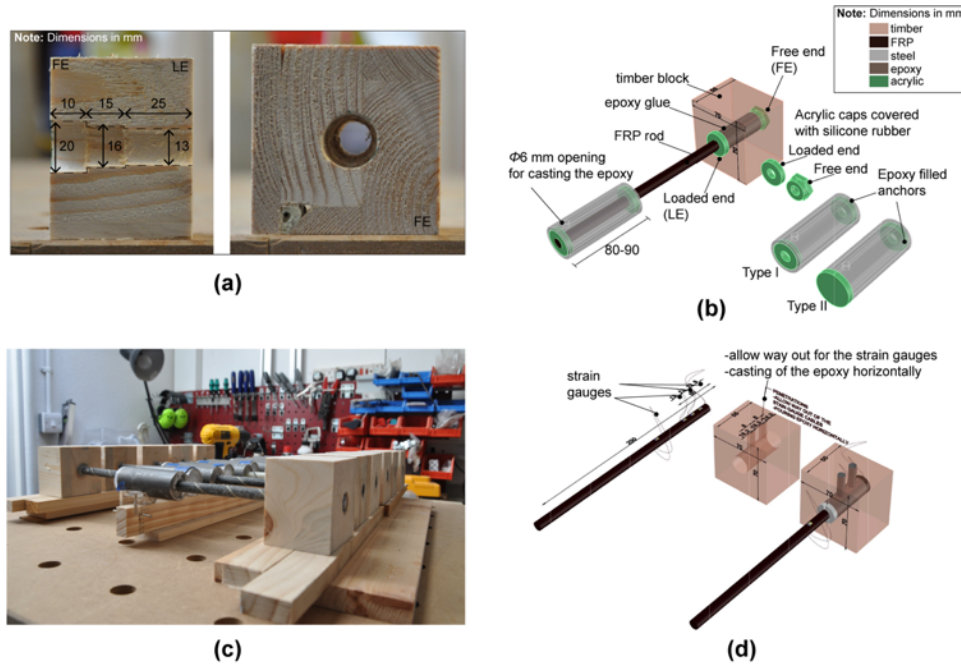 Note: Dimensions in mm
FE
LE
10
15
25
20
16
13
FE
(a)
Note: Dimensions in mm
timber
FRP
steel
epoxy
acrylic
Free end
(FE)
timber block
epoxy glue
FRP rod
70
Acrylic caps covered
with silicone rubber
Loaded end
Free end
Φ6 mm opening
for casting the epoxy
Loaded end
(LE)
Epoxy filled
anchors
80-90
Type I
Type II
(b)
(c)
-allow way out for the strain gauges
-casting of the epoxy horizontally
strain
gauges
70
70
(d)